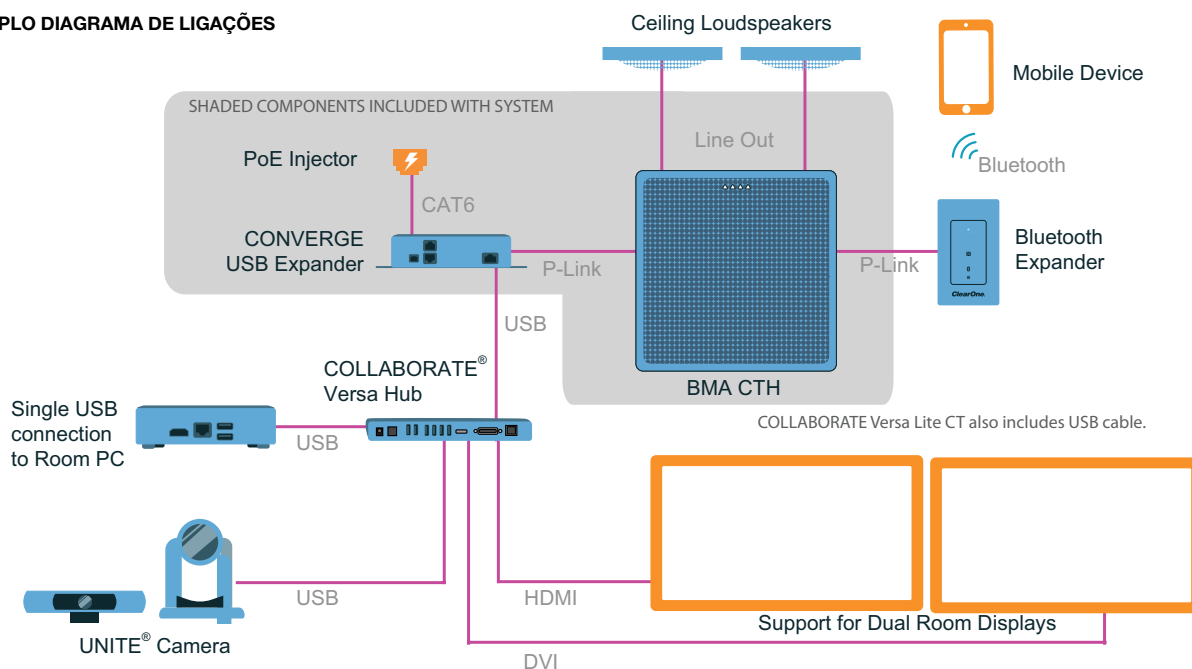 PLO DIAGRAMA DE LIGAÇÕES
Ceiling Loudspeakers
Mobile Device
SHADED COMPONENTS INCLUDED WITH SYSTEM
Line Out
PoE Injector
Bluetooth
CAT6
CONVERGE
USB Expander
P-Link
P-Link
Bluetooth
Expander
ClearOne.
USB
COLLABORATE®
Versa Hub
BMA CTH
Single USB
connection
to Room PC
USB
COLLABORATE Versa Lite CT also includes USB cable.
USB
HDMI
Support for Dual Room Displays
UNITE® Camera
DVI